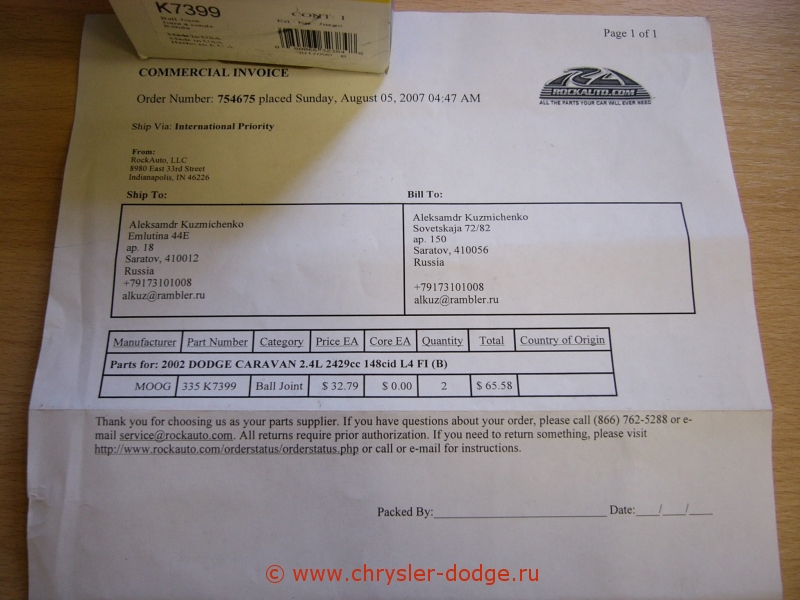 K7399
CONT: 1
Ball Joint
Page 1 of 1
COMMERCIAL INVOICE
ROCKAUTO.COM
ALL THE PARTS YOUR CAR WILL EVER NEED
Order Number: 754675 placed Sunday, August 05, 2007 04:47 AM
Ship Via: International Priority
From:
RockAuto, LLC
8980 East 33rd Street
Indianapolis, IN 46226
Ship To:
Aleksamdr Kuzmichenko
Emlutina 44E
ap. 18
Saratov, 410012
Russia
+79173101008
alkuz@rambler.ru
Bill To:
Aleksamdr Kuzmichenko
Sovetskaja 72/82
ap. 150
Saratov, 410056
Russia
+79173101008
alkuz@rambler.ru
Manufacturer Part Number Category Price EA Core EA Quantity Total Country of Origin
Parts for: 2002 DODGE CARAVAN 2.4L 2429cc 148cid L4 FI (B)
MOOG 335 K7399 Ball Joint $ 32.79 $ 0.00 2 $ 65.58
Thank you for choosing us as your parts supplier. If you have questions about your order, please call (866) 762-5288 or e-
mail service@rockauto.com. All returns require prior authorization. If you need to return something, please visit
http://www.rockauto.com/orderstatus/orderstatus.php or call or e-mail for instructions.
Packed By:____________________________ Date:____/____/____
© www.chrysler-dodge.ru